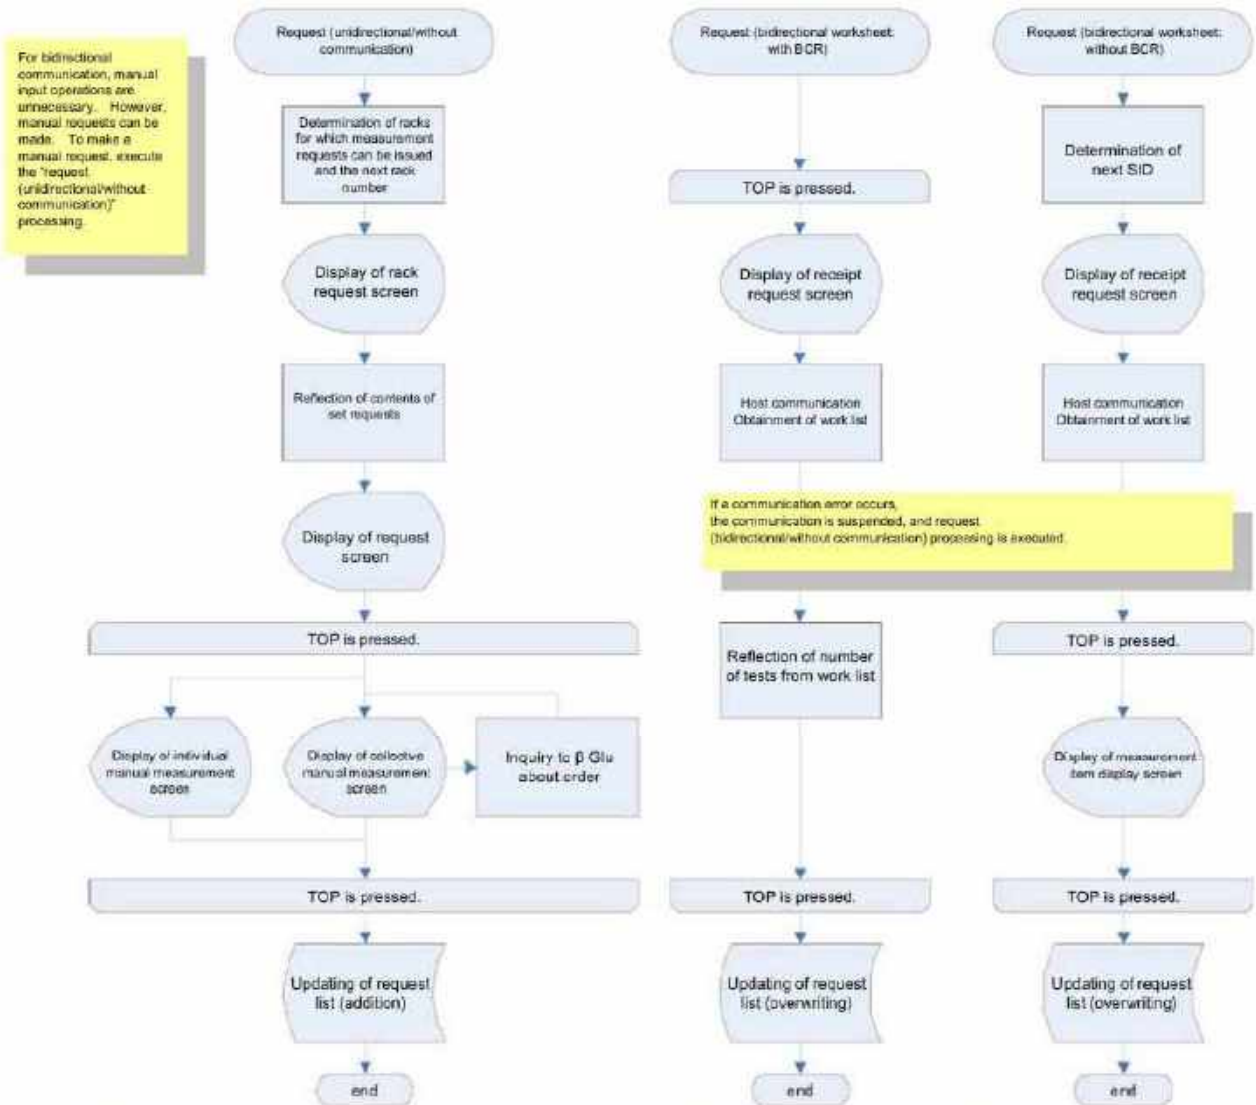 For bidirectional
communication, manual
input operations are
unnecessary. However,
manual requests can be
made. To make a
manual request, execute
the "request
(unidirectional/without
communication)"
processing.
Request (unidirectional/without
communication)
Determination of racks
for which measurement
requests can be issued
and the next rack
number
Display of rack
request screen
Reflection of contents of
set requests
Display of request
screen
TOP is pressed.
Display of individual
manual measurement
screen
Display of collective
manual measurement
screen
Inquiry to β Glu
about order
TOP is pressed.
Updating of request
list (addition)
end
Request (bidirectional worksheet:
with BCR)
TOP is pressed.
Display of receipt
request screen
Host communication
Obtainment of work list
If a communication error occurs,
the communication is suspended, and request
(bidirectional/without communication) processing is executed.
Reflection of number
of tests from work list
TOP is pressed.
Updating of request
list (overwriting)
end
Request (bidirectional worksheet:
without BCR)
Determination of
next SID
Display of receipt
request screen
Host communication
Obtainment of work list
TOP is pressed.
Display of measurement
item display screen
TOP is pressed.
Updating of request
list (overwriting)
end